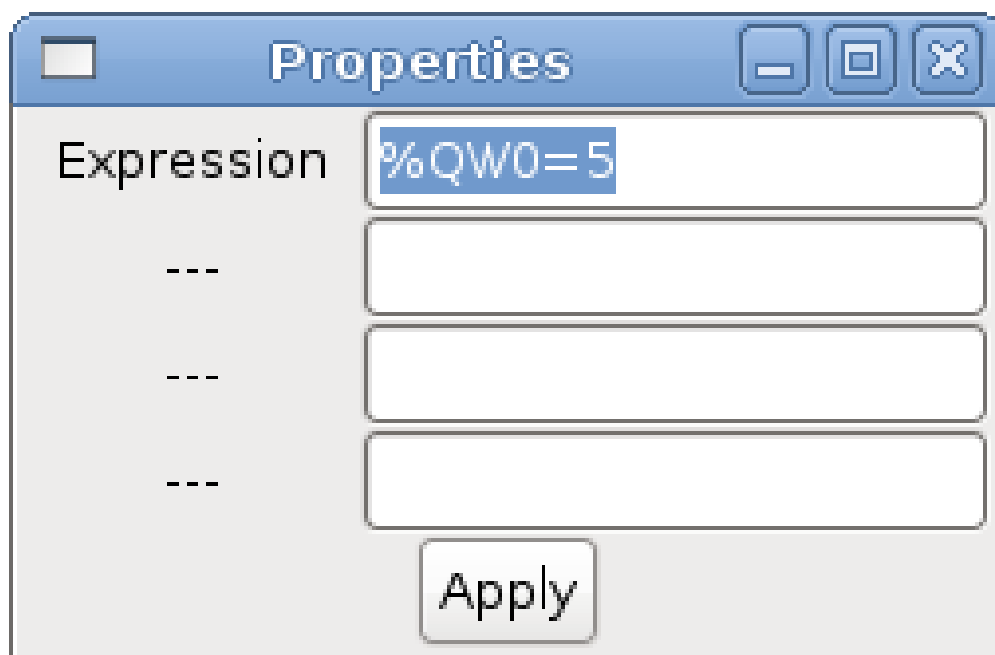 Properties
Expression %QW0=5
---
---
---
Apply